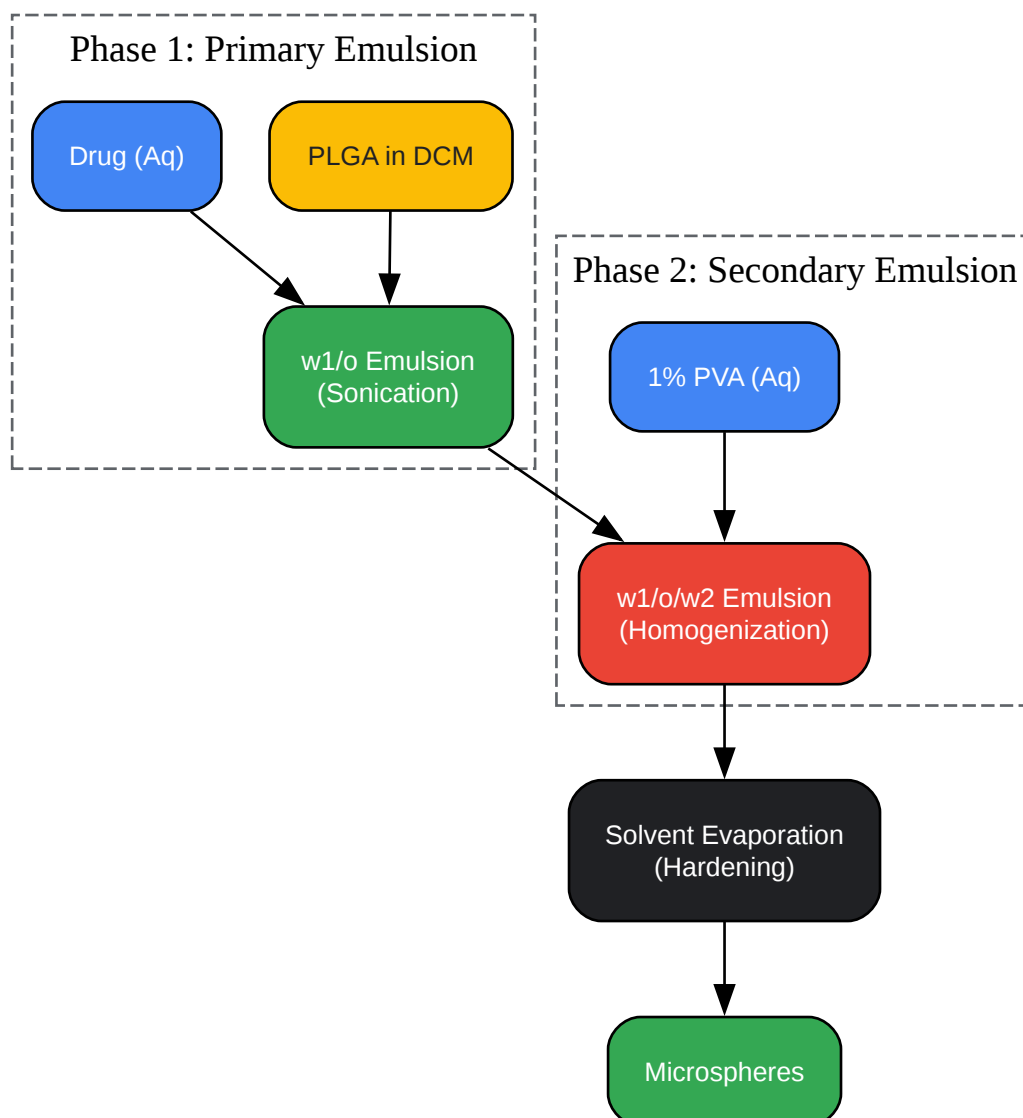 Phase 1: Primary Emulsion
Drug (Aq)
PLGA in DCM
w1/o Emulsion
(Sonication)
Phase 2: Secondary Emulsion
1% PVA (Aq)
w1/o/w2 Emulsion
(Homogenization)
Solvent Evaporation
(Hardening)
Microspheres